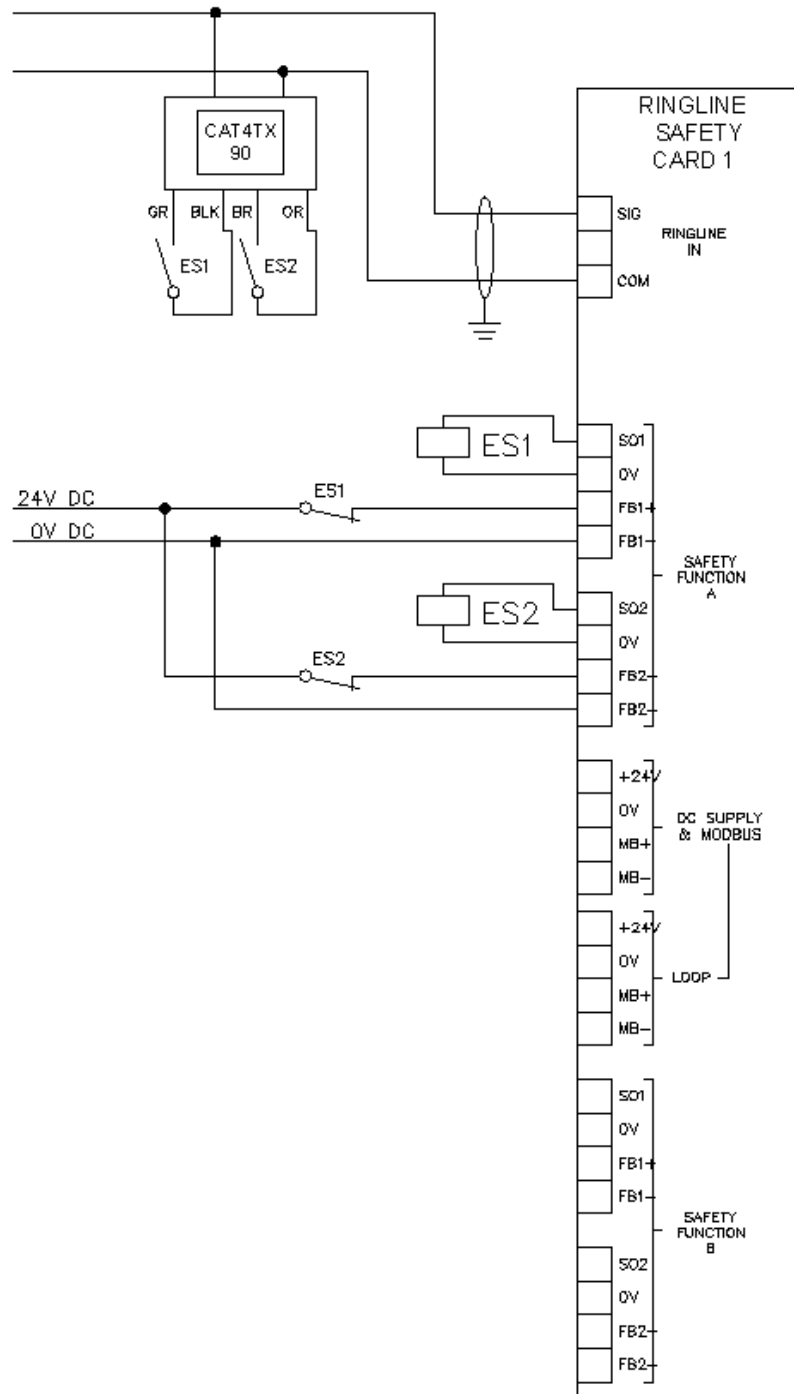 CAT4TX
90
GR BLK BR OR
ES1 ES2
RINGLINE
SAFETY
CARD 1
SIG
RINGLINE
IN
COM
ES1
SO1
0V
24V DC
ES1
FB1+
0V DC
FB1-
SAFETY
FUNCTION
A
ES2
SO2
0V
ES2
FB2-
FB2-
+24V
0V
DC SUPPLY
& MODBUS
MB+
MB-
+24V
0V
LOOP
MB+
MB-
SO1
0V
FB1+
FB1-
SAFETY
FUNCTION
B
SO2
0V
FB2-
FB2-